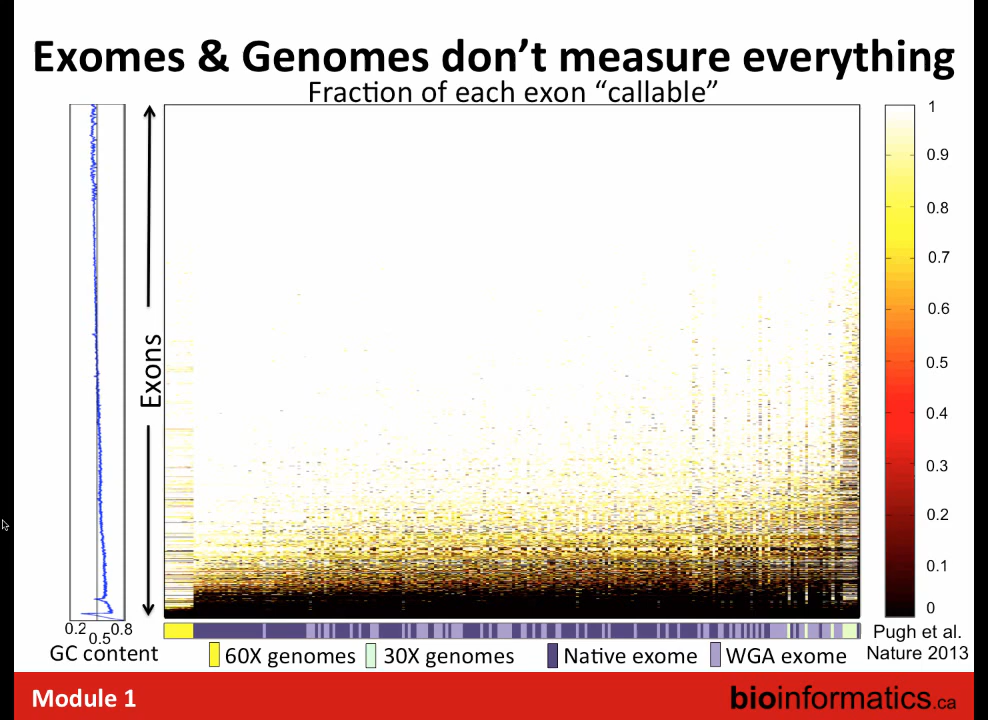 Exomes & Genomes don’t measure everything
Fraction of each exon “callable”
Exons
1
0.9
0.8
0.7
0.6
0.5
0.4
0.3
0.2
0.1
0
0.2
0.5
0.8
GC content
60X genomes
30X genomes
Native exome
WGA exome
Pugh et al.
Nature 2013
Module 1
bioinformatics.ca